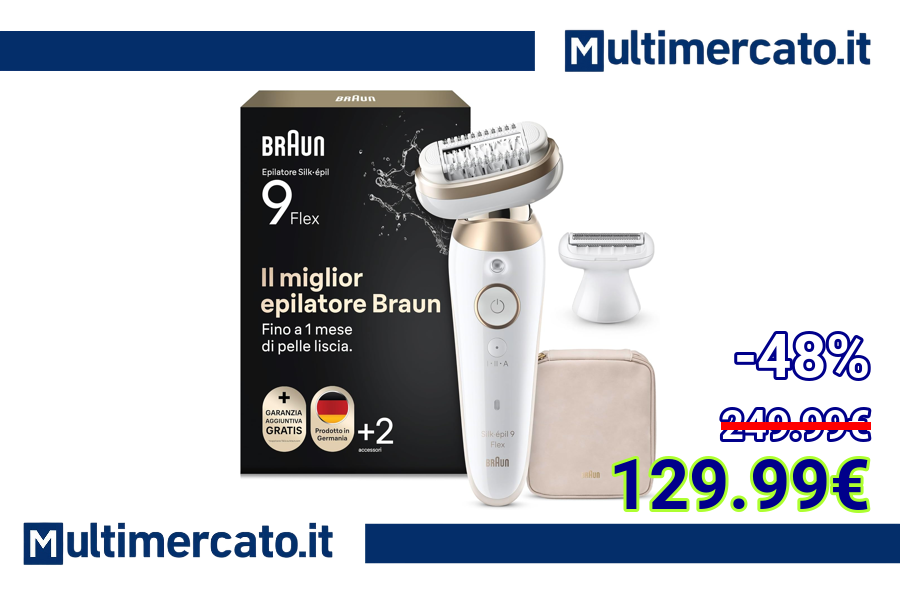 Multimercato.it
BRAUN
BRAUN
Epilatore Silk·épil
9 Flex
Il miglior
epilatore Braun
Fino a 1 mese
di pelle liscia.
+
GARANZIA
AGGIUNTIVA
GRATIS
Prodotto in
Germania
+2
accessori
I·II·A
Silk·épil 9
Flex
BRAUN
BRAUN
-48%
249.99€
129.99€
Multimercato.it